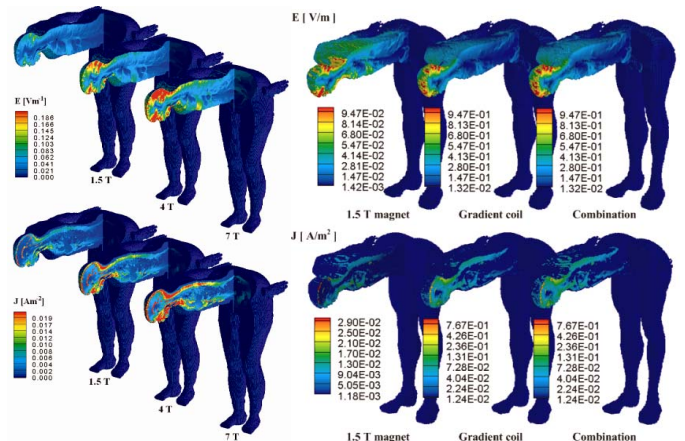 E [Vm-1]
0.186
0.166
0.145
0.124
0.103
0.083
0.062
0.041
0.021
0.000
1.5 T
4 T
7 T
J [Am-2]
0.019
0.017
0.014
0.012
0.010
0.008
0.006
0.004
0.002
0.000
1.5 T
4 T
7 T
E [ V/m ]
9.47E-02
8.14E-02
6.80E-02
5.47E-02
4.14E-02
2.81E-02
1.47E-02
1.42E-03
9.47E-01
8.13E-01
6.80E-01
5.47E-01
4.13E-01
2.80E-01
1.47E-01
1.32E-02
9.47E-01
8.13E-01
6.80E-01
5.47E-01
4.13E-01
2.80E-01
1.47E-01
1.32E-02
1.5 T magnet Gradient coil Combination
J [ A/m2 ]
2.90E-02
2.50E-02
2.10E-02
1.70E-02
1.30E-02
9.04E-03
5.05E-03
1.18E-03
7.67E-01
4.26E-01
2.36E-01
1.31E-01
7.28E-02
4.04E-02
2.24E-02
1.24E-02
7.67E-01
4.26E-01
2.36E-01
1.31E-01
7.28E-02
4.04E-02
2.24E-02
1.24E-02
1.5 T magnet Gradient coil Combination